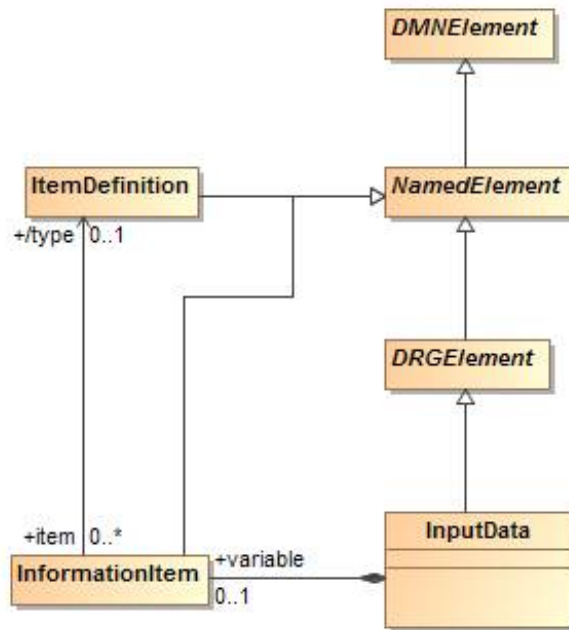 DMNElement
ItemDefinition
NamedElement
+/type 0..1
DRGElement
+item 0..*
InputData
InformationItem
+variable
0..1